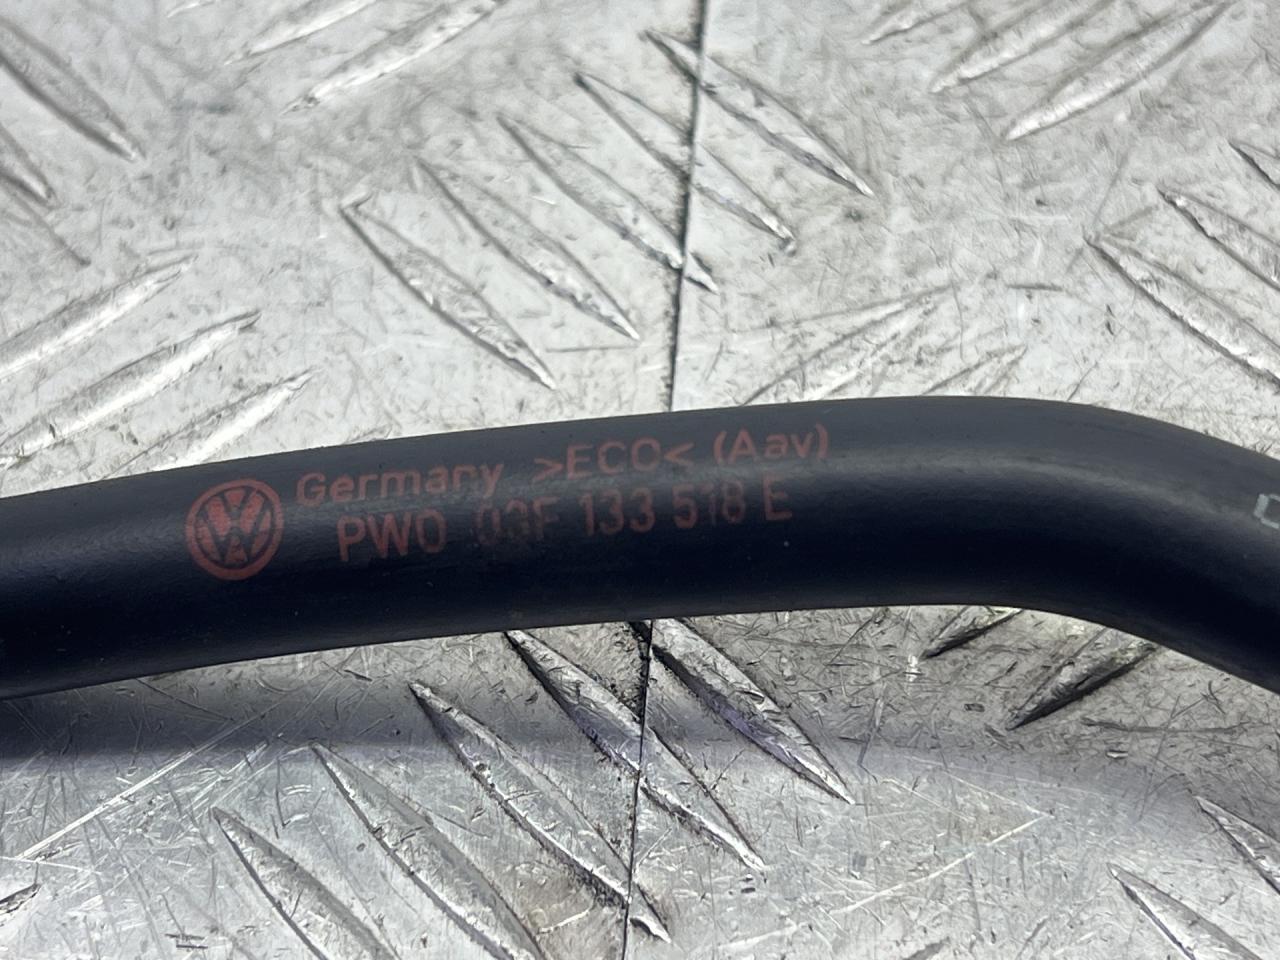 Germany >ECO< (Aav)
PWO 03F 133 518 E